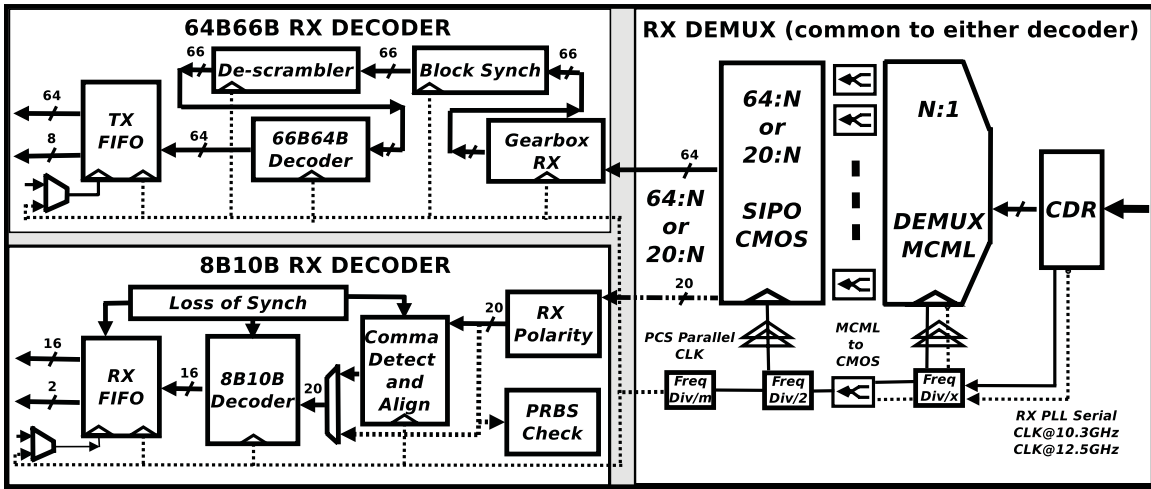 64B66B RX DECODER
66
De-scrambler
66
Block Synch
66
64
8
TX
FIFO
64
66B64B
Decoder
Gearbox
RX
8B10B RX DECODER
Loss of Synch
16
2
RX
FIFO
16
8B10B
Decoder
20
Comma
Detect
and
Align
20
RX
Polarity
PRBS
Check
RX DEMUX (common to either decoder)
64
64:N
or
20:N
20
64:N
or
20:N
SIPO
CMOS
N:1
DEMUX
MCML
CDR
PCS Parallel
CLK
MCML
to
CMOS
Freq
Div/m
Freq
Div/2
Freq
Div/x
RX PLL Serial
CLK@10.3GHz
CLK@12.5GHz